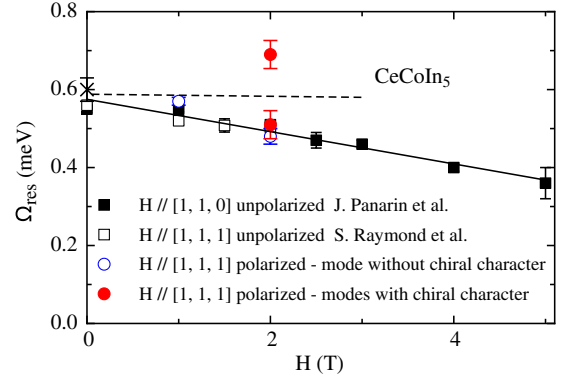 0.8
0.6
0.4
0.2
0.0
Ω_res (meV)
CeCoIn₅
H // [1, 1, 0] unpolarized J. Panarin et al.
H // [1, 1, 1] unpolarized S. Raymond et al.
H // [1, 1, 1] polarized - mode without chiral character
H // [1, 1, 1] polarized - modes with chiral character
0 2 4
H (T)